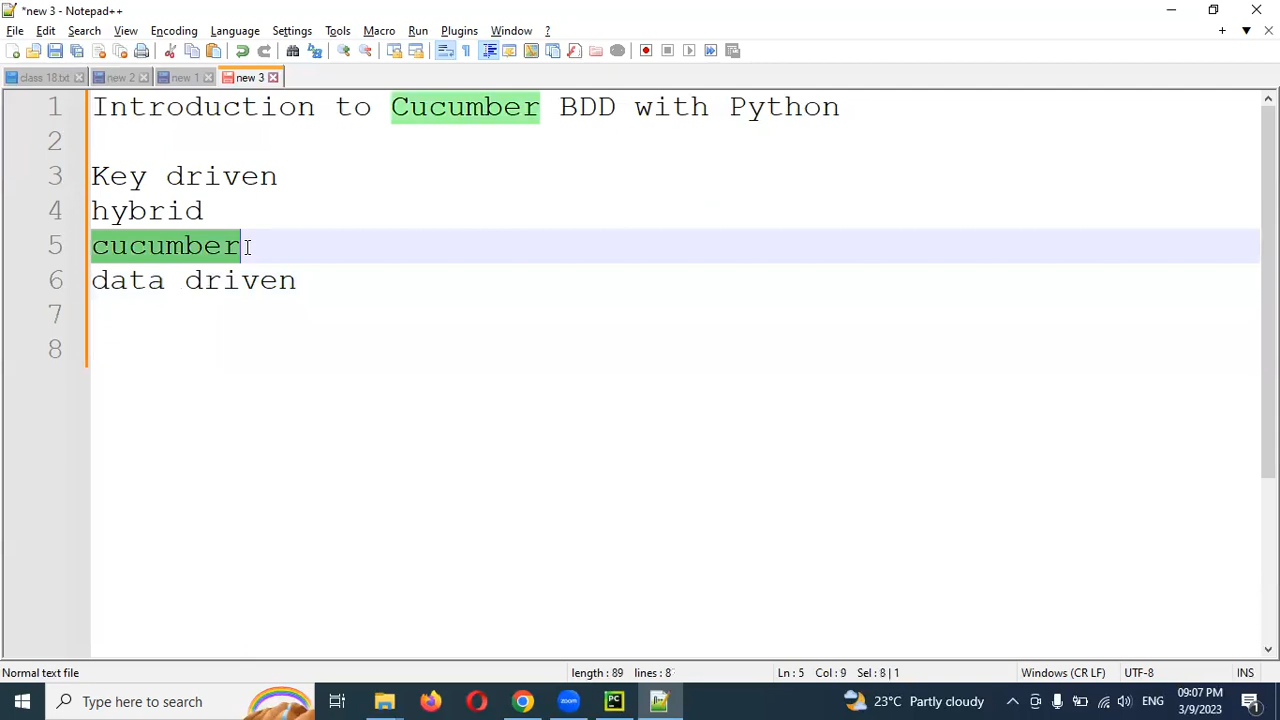 *new 3 - Notepad++
File Edit Search View Encoding Language Settings Tools Macro Run Plugins Window ?
class 18.txt new 2 new 1 new 3
1 Introduction to Cucumber BDD with Python
2
3 Key driven
4 hybrid
5 cucumber
6 data driven
7
8
Normal text file length : 89 lines : 8 Ln : 5 Col : 9 Sel : 8 | 1 Windows (CR LF) UTF-8 INS
Type here to search PC 23°C Partly cloudy ENG 09:07 PM
3/9/2023 1